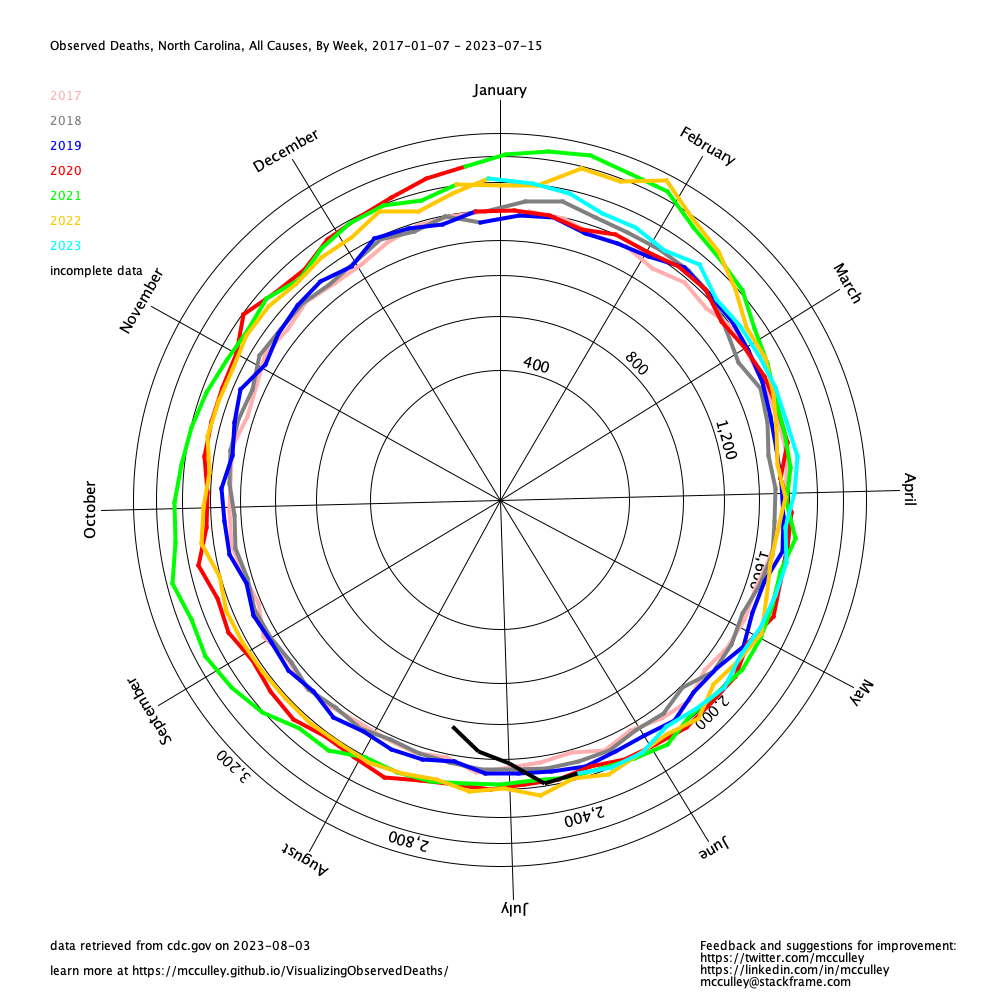 Observed Deaths, North Carolina, All Causes, By Week, 2017-01-07 - 2023-07-15
January
2017
2018
2019
2020
2021
2022
2023
incomplete data
December
February
November
March
400
800
1,200
October
April
1,600
September
May
2,000
3,200
2,400
2,800
August
June
July
data retrieved from cdc.gov on 2023-08-03
learn more at https://mcculley.github.io/VisualizingObservedDeaths/
Feedback and suggestions for improvement:
https://twitter.com/mcculley
https://linkedin.com/in/mcculley
mcculley@stackframe.com